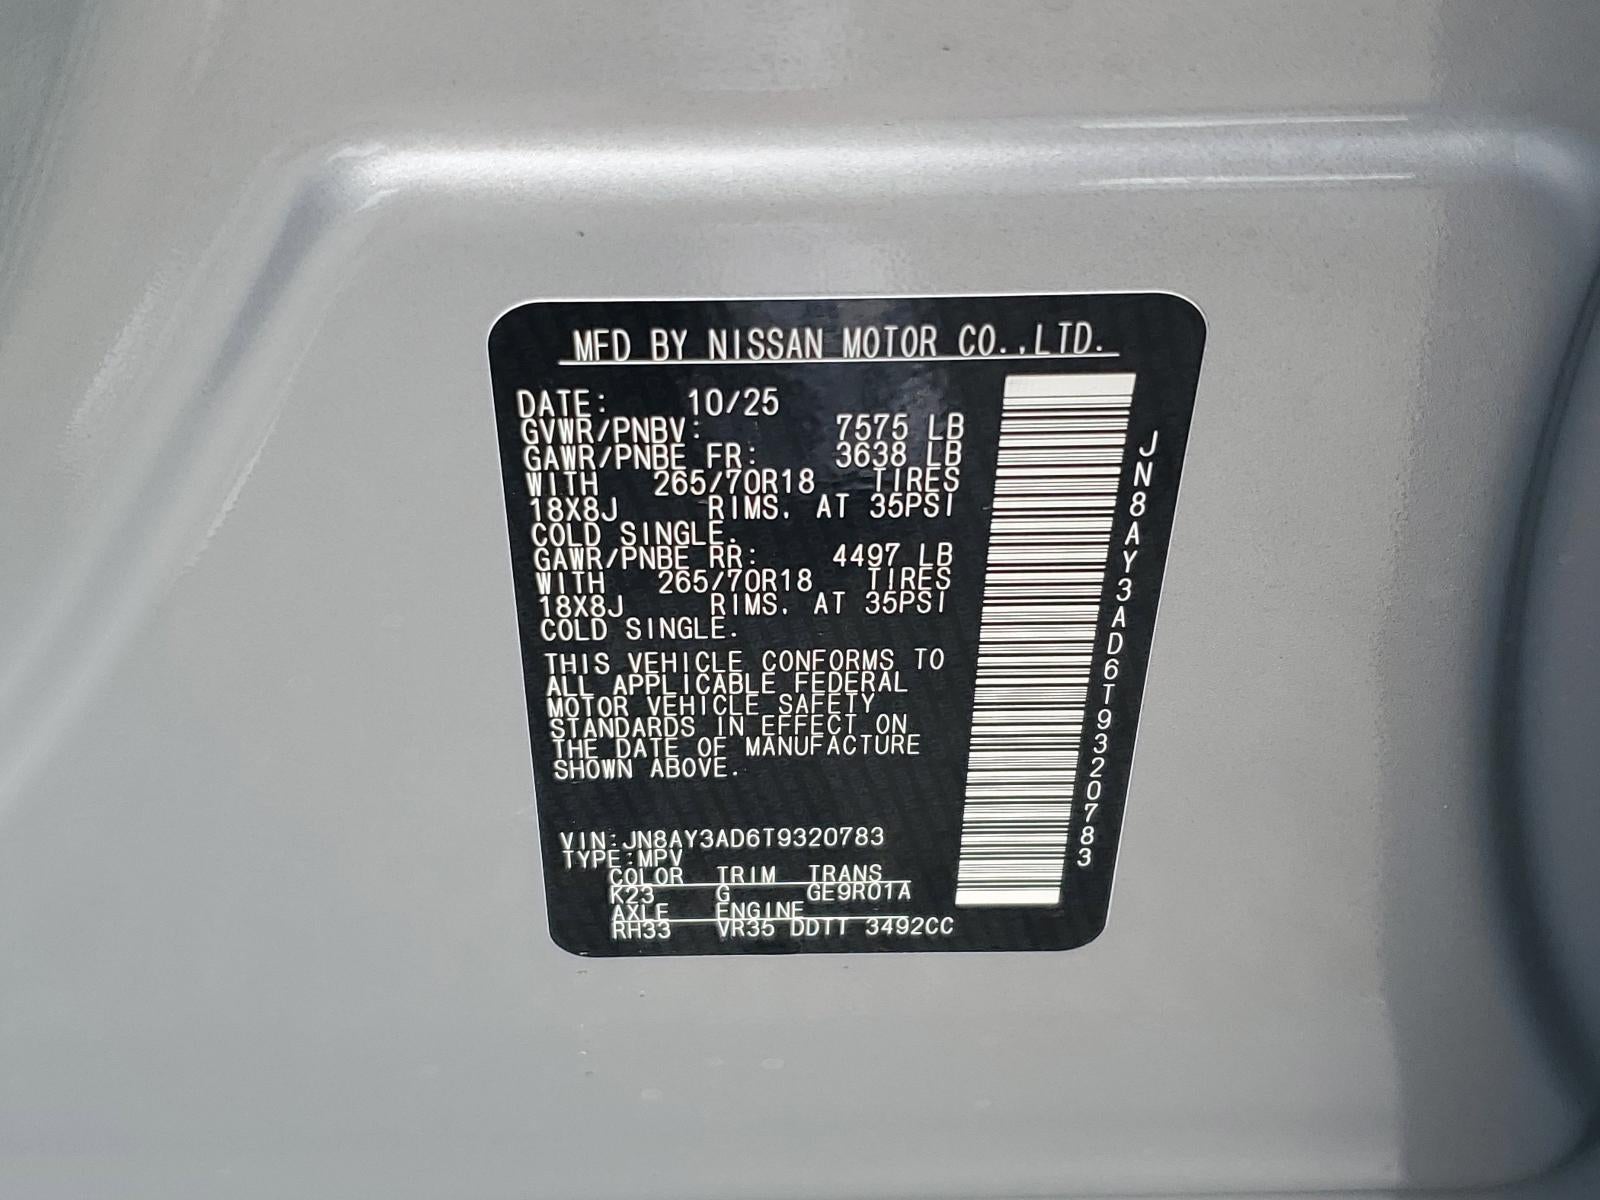 MFD BY NISSAN MOTOR CO.,LTD.
DATE: 10/25
GVWR/PNBV: 7575 LB
GAWR/PNBE FR: 3638 LB
WITH 265/70R18 TIRES
18X8J RIMS, AT 35PSI
COLD SINGLE.
GAWR/PNBE RR: 4497 LB
WITH 265/70R18 TIRES
18X8J RIMS, AT 35PSI
COLD SINGLE.
THIS VEHICLE CONFORMS TO
ALL APPLICABLE FEDERAL
MOTOR VEHICLE SAFETY
STANDARDS IN EFFECT ON
THE DATE OF MANUFACTURE
SHOWN ABOVE.
VIN:JN8AY3AD6T9320783
TYPE:MPV
COLOR TRIM TRANS
K23 G GE9R01A
AXLE ENGINE
RH33 VR35 DDTT 3492CC
JN8AY3AD6T9320783